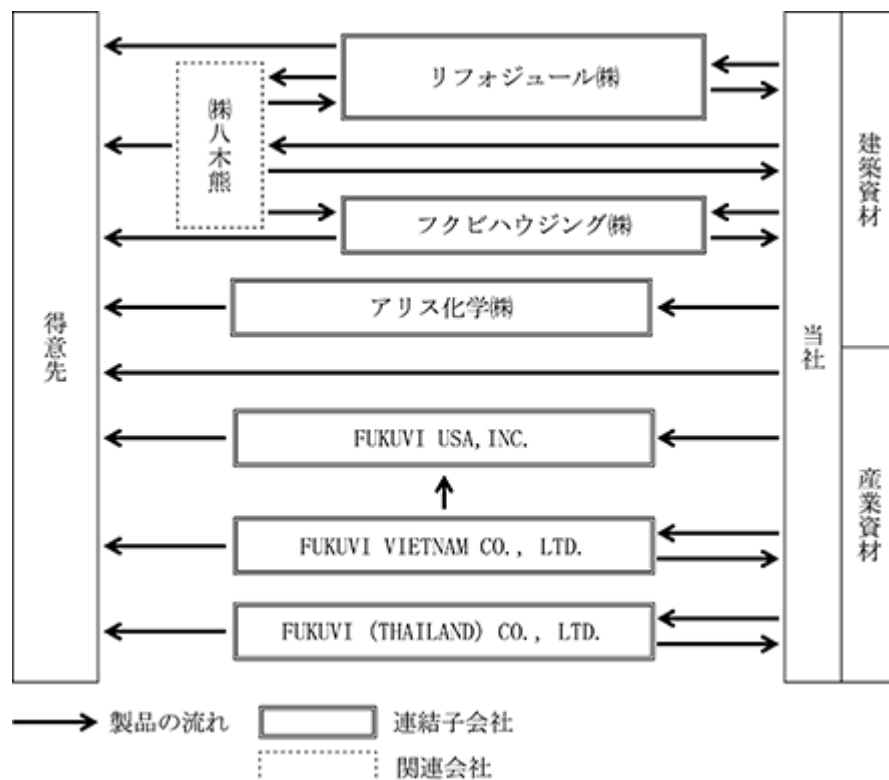 リフォジュール㈱
㈱八木熊
フクビハウジング㈱
アリス化学㈱
得意先
当社
建築資材
産業資材
FUKUVI USA, INC.
FUKUVI VIETNAM CO., LTD.
FUKUVI (THAILAND) CO., LTD.
製品の流れ
連結子会社
関連会社